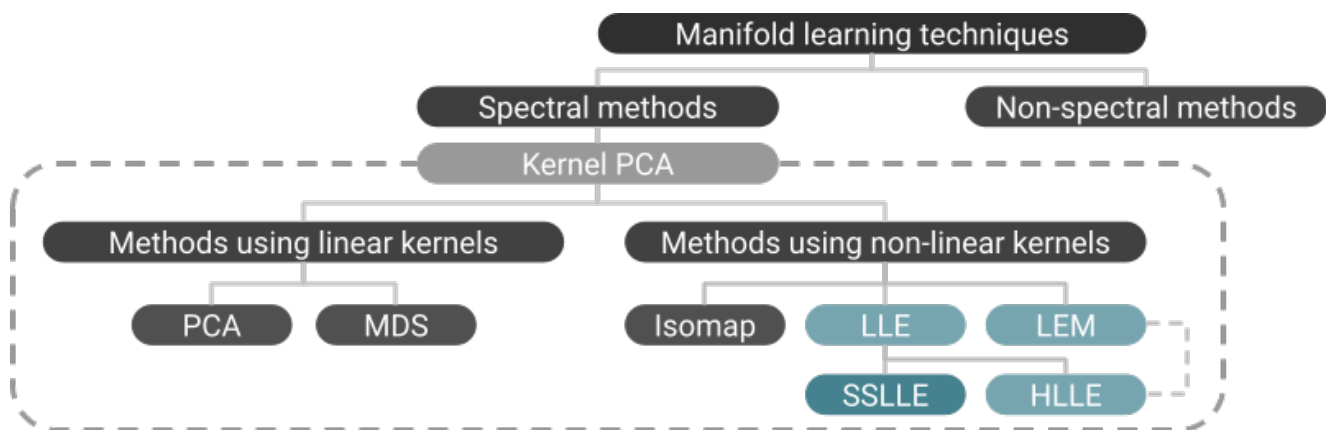 Manifold learning techniques
Spectral methods
Non-spectral methods
Kernel PCA
Methods using linear kernels
Methods using non-linear kernels
PCA
MDS
Isomap
LLE
LEM
SSLLE
HLLE